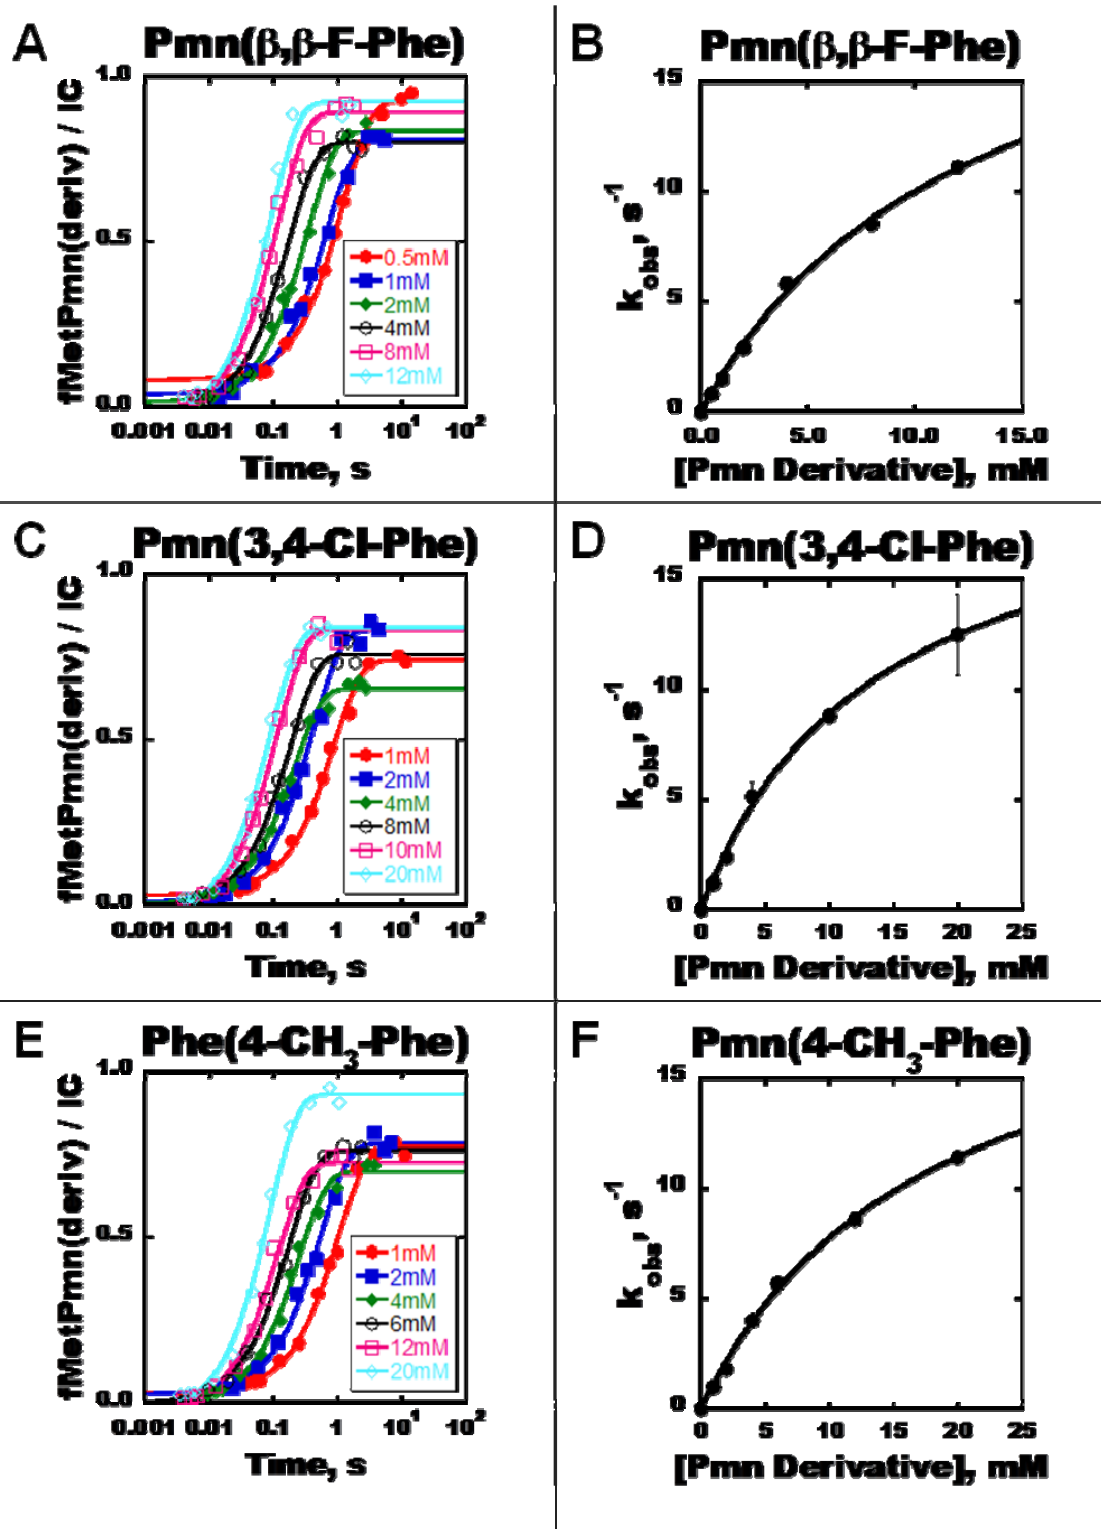 A
Pmn(β,β-F-Phe)
fMetPmn(deriv) / IC
1.0
0.5
0.0
0.5mM
1mM
2mM
4mM
8mM
12mM
0.001 0.01 0.1 1 10¹ 10²
Time, s
B
Pmn(β,β-F-Phe)
kobs, s⁻¹
15
10
5
0
0.0 5.0 10.0 15.0
[Pmn Derivative], mM
C
Pmn(3,4-Cl-Phe)
fMetPmn(deriv) / IC
1.0
0.5
0.0
1mM
2mM
4mM
8mM
10mM
20mM
0.001 0.01 0.1 1 10¹ 10²
Time, s
D
Pmn(3,4-Cl-Phe)
kobs, s⁻¹
15
10
5
0
0 5 10 15 20 25
[Pmn Derivative], mM
E
Phe(4-CH₃-Phe)
fMetPmn(deriv) / IC
1.0
0.5
0.0
1mM
2mM
4mM
6mM
12mM
20mM
0.001 0.01 0.1 1 10¹ 10²
Time, s
F
Pmn(4-CH₃-Phe)
kobs, s⁻¹
15
10
5
0
0 5 10 15 20 25
[Pmn Derivative], mM